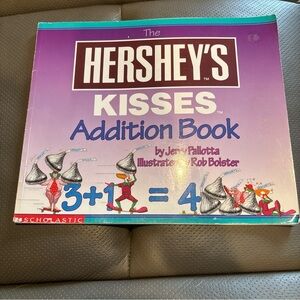 The
HERSHEY'S
KISSES
Addition Book
by Jerry Pallotta
Illustrated by Rob Bolster
3+1 = 4
SCHOLASTIC